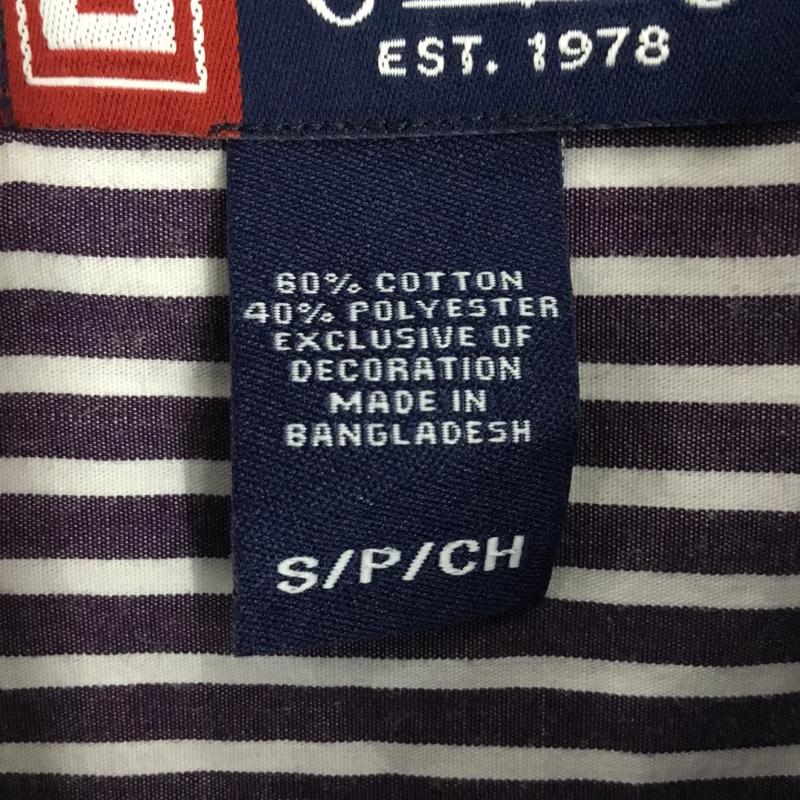 EST. 1978
60% COTTON
40% POLYESTER
EXCLUSIVE OF
DECORATION
MADE IN
BANGLADESH
S/P/CH